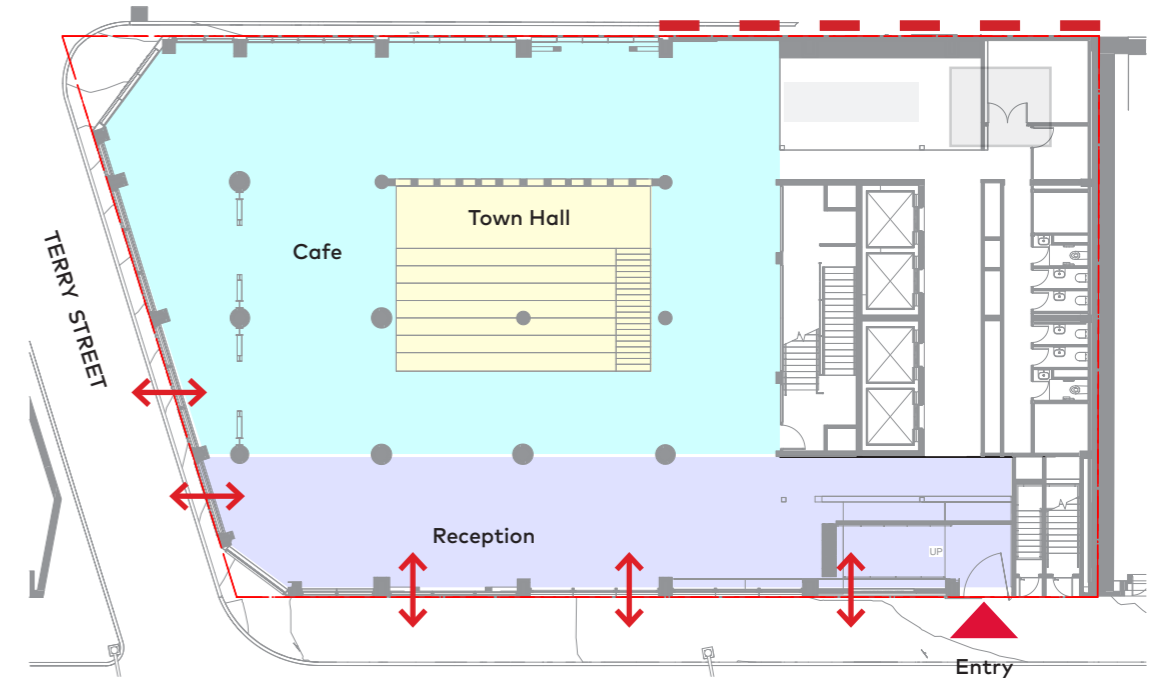 Town Hall
Cafe
TERRY STREET
Reception
UP
Entry